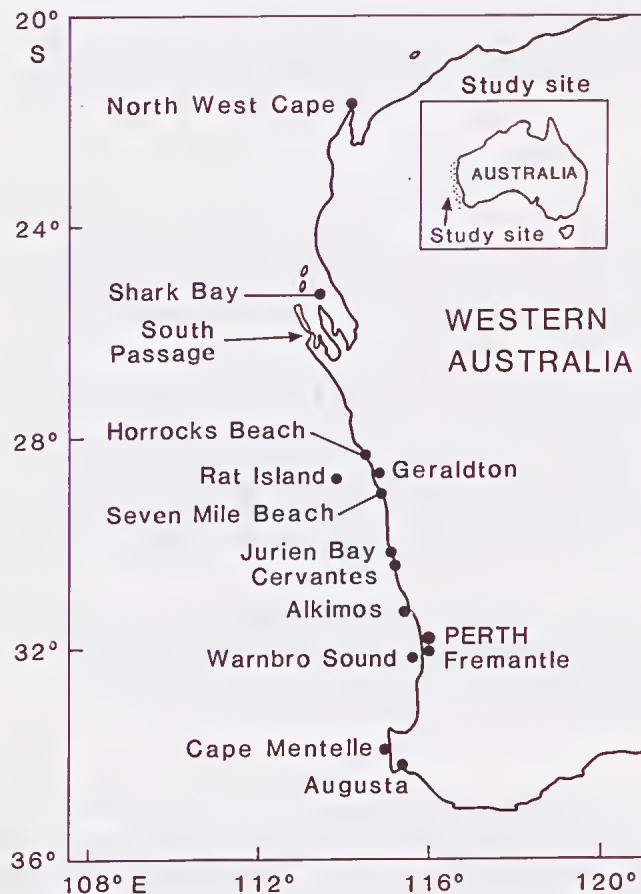 20°
S
North West Cape
Study site
AUSTRALIA
Study site
24°
Shark Bay
South
Passage
WESTERN
AUSTRALIA
28°
Horrocks Beach
Rat Island
Geraldton
Seven Mile Beach
Jurien Bay
Cervantes
Alkimos
32°
PERTH
Warnbro Sound
Fremantle
Cape Mentelle
Augusta
36°
108° E
112°
116°
120°